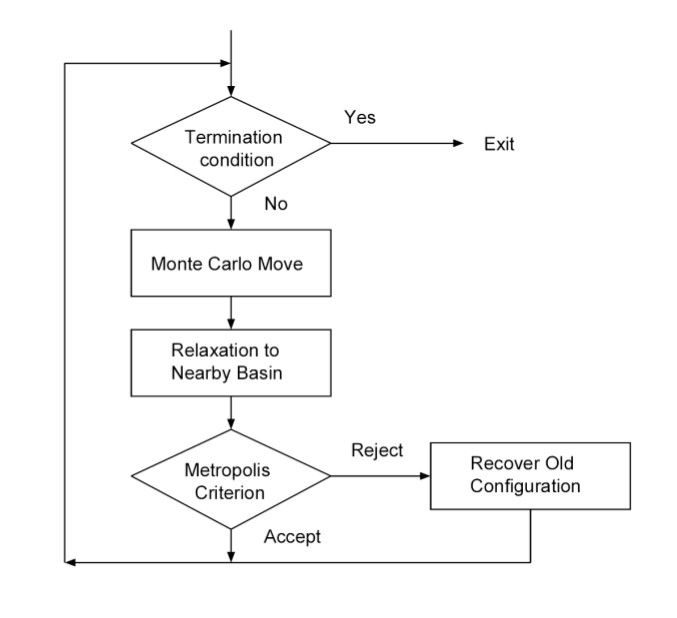 Yes
Termination
condition
Exit
No
Monte Carlo Move
Relaxation to
Nearby Basin
Reject
Metropolis
Criterion
Recover Old
Configuration
Accept